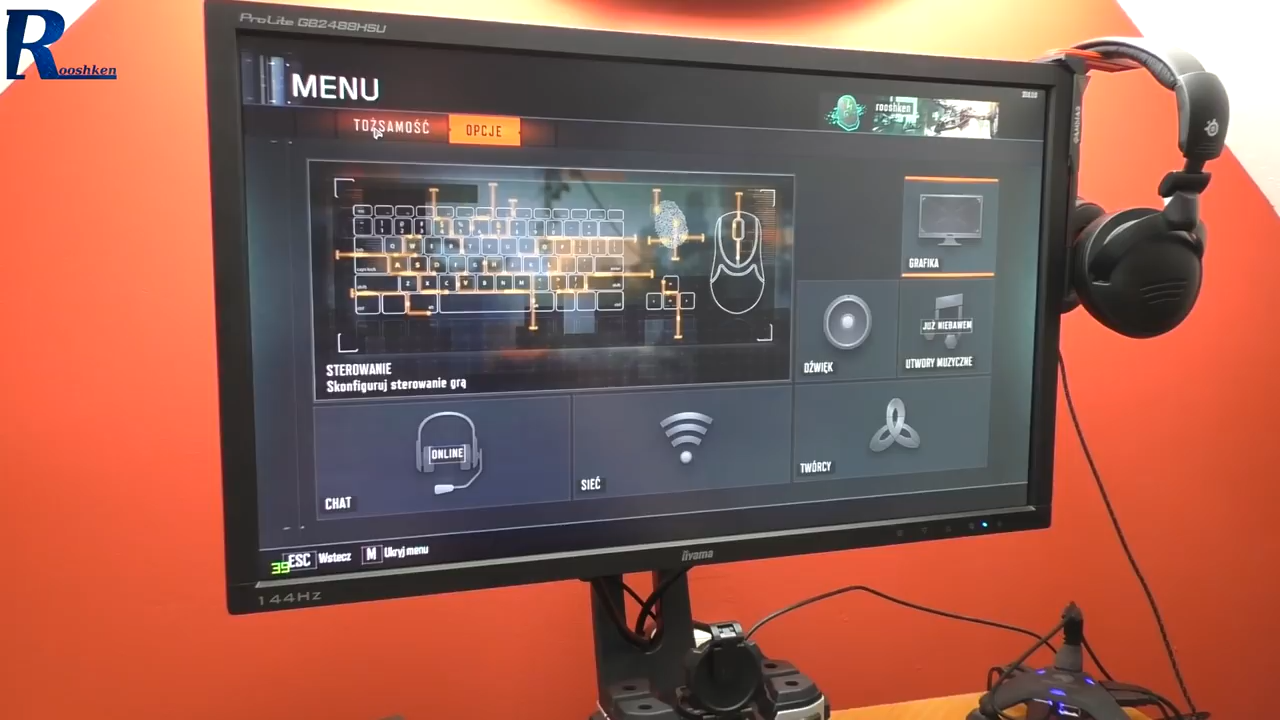 Rooshken
ProLite GB2488HSU
MENU
rooshken
TOŻSAMOŚĆ
OPCJE
STEROWANIE
Skonfiguruj sterowanie grą
GRAFIKA
DŹWIĘK
JUŻ NIEBAWEM
UTWORY MUZYCZNE
ONLINE
CHAT
SIEĆ
TWÓRCY
39
ESC Wstecz
M Ukryj menu
iiyama
144Hz